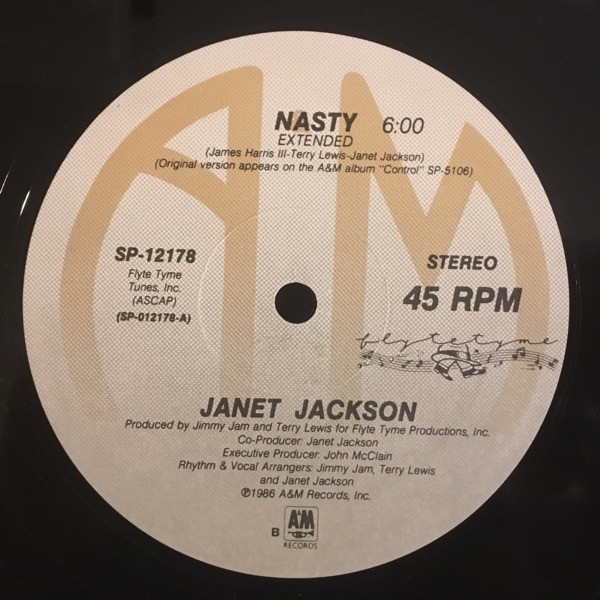 A&M
NASTY 6:00
EXTENDED
(James Harris III-Terry Lewis-Janet Jackson)
(Original version appears on the A&M album "Control" SP-5106)
SP-12178
Flyte Tyme
Tunes, Inc.
(ASCAP)
(SP-012178-A)
STEREO
45 RPM
flytetyme
JANET JACKSON
Produced by Jimmy Jam and Terry Lewis for Flyte Tyme Productions, Inc.
Co-Producer: Janet Jackson
Executive Producer: John McClain
Rhythm & Vocal Arrangers: Jimmy Jam, Terry Lewis
and Janet Jackson
℗1986 A&M Records, Inc.
B
A&M
RECORDS